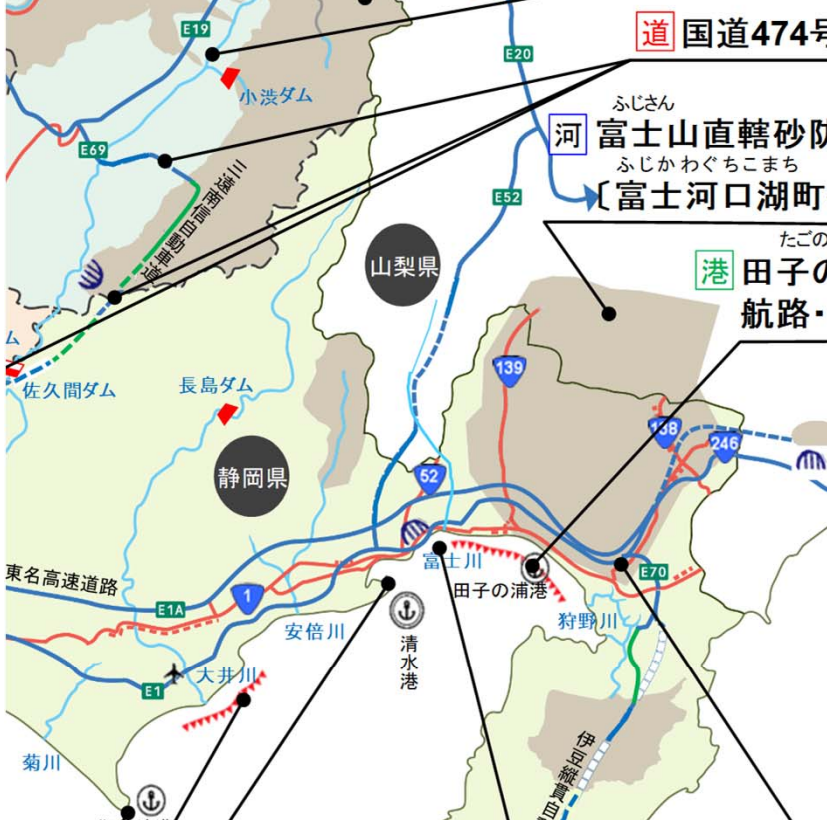 E19
道 国道474号
E20
小渋ダム
ふじさん
河 富士山直轄砂防
E69
ふじかわぐちこまち
〔富士河口湖町
三遠南信自動車道
E52
たごの
山梨県
港 田子の
航路・
ム
139
佐久間ダム
長島ダム
138
246
静岡県
52
富士川
東名高速道路
E70
田子の浦港
1
E1A
狩野川
安倍川
清水港
大井川
E1
伊豆縦貫自
菊川